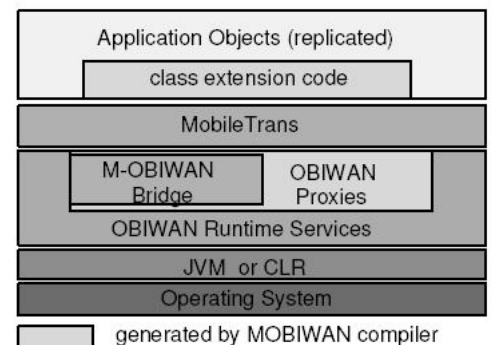 Application Objects (replicated)
class extension code
MobileTrans
M-OBIWAN
Bridge
OBIWAN
Proxies
OBIWAN Runtime Services
JVM or CLR
Operating System
generated by MOBIWAN compiler